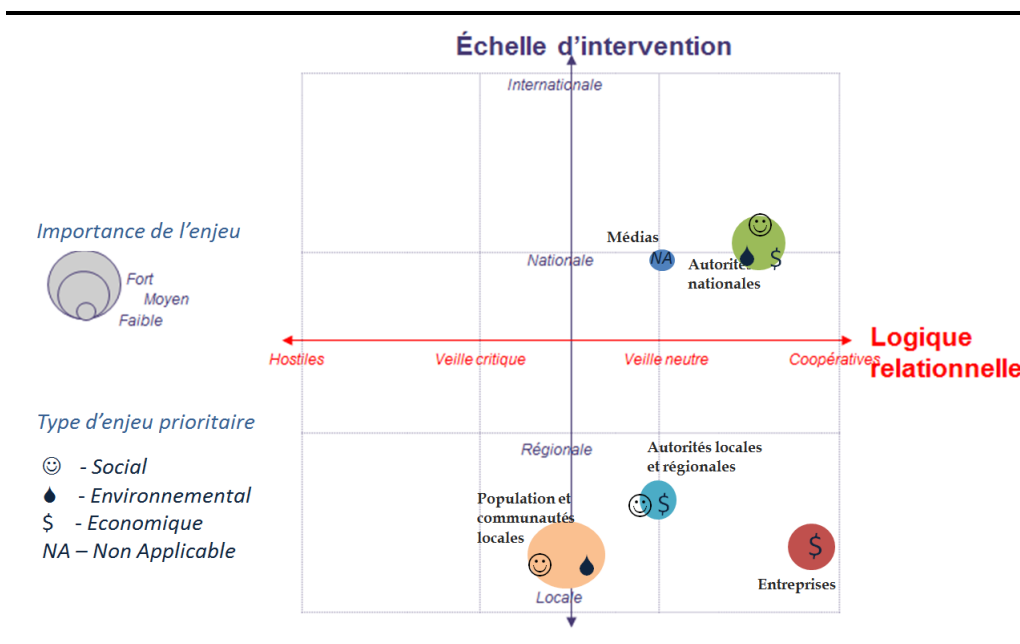 Échelle d’intervention
Internationale
Importance de l’enjeu
Fort
Moyen
Faible
Médias
NA
Nationale
Autorités
nationales
$
Hostiles
Veille critique
Veille neutre
Coopératives
Logique
relationnelle
Type d’enjeu prioritaire
- Social
- Environnemental
$ - Economique
NA – Non Applicable
Régionale
Autorités locales
et régionales
$
Population et
communautés
locales
$
Entreprises
Locale